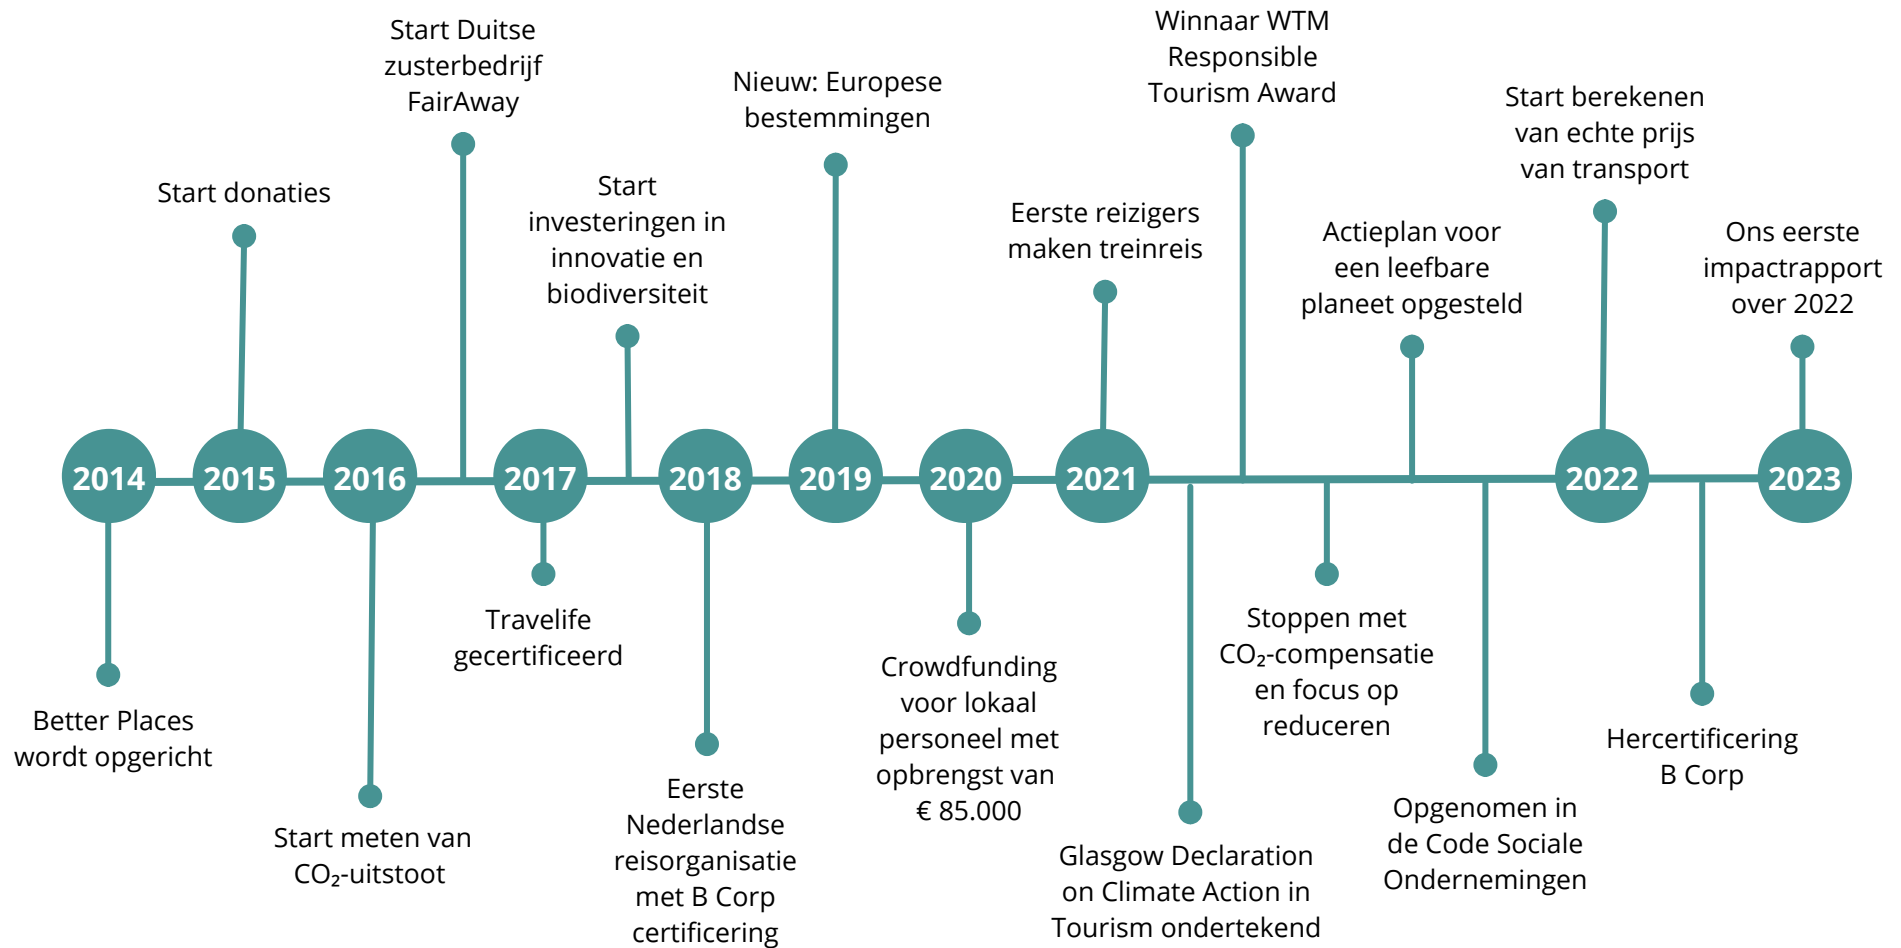 Start Duitse
zusterbedrijf
FairAway
Winnaar WTM
Responsible
Tourism Award
Nieuw: Europese
bestemmingen
Start berekenen
van echte prijs
van transport
Start donaties
Start
investeringen in
innovatie en
biodiversiteit
Eerste reizigers
maken treinreis
Actieplan voor
een leefbare
planeet opgesteld
Ons eerste
impactrapport
over 2022
2014
2015
2016
2017
2018
2019
2020
2021
2022
2023
Better Places
wordt opgericht
Start meten van
CO₂-uitstoot
Travelife
gecertificeerd
Eerste
Nederlandse
reisorganisatie
met B Corp
certificering
Crowdfunding
voor lokaal
personeel met
opbrengst van
€ 85.000
Glasgow Declaration
on Climate Action in
Tourism ondertekend
Stoppen met
CO₂-compensatie
en focus op
reduceren
Opgenomen in
de Code Sociale
Ondernemingen
Hercertificering
B Corp